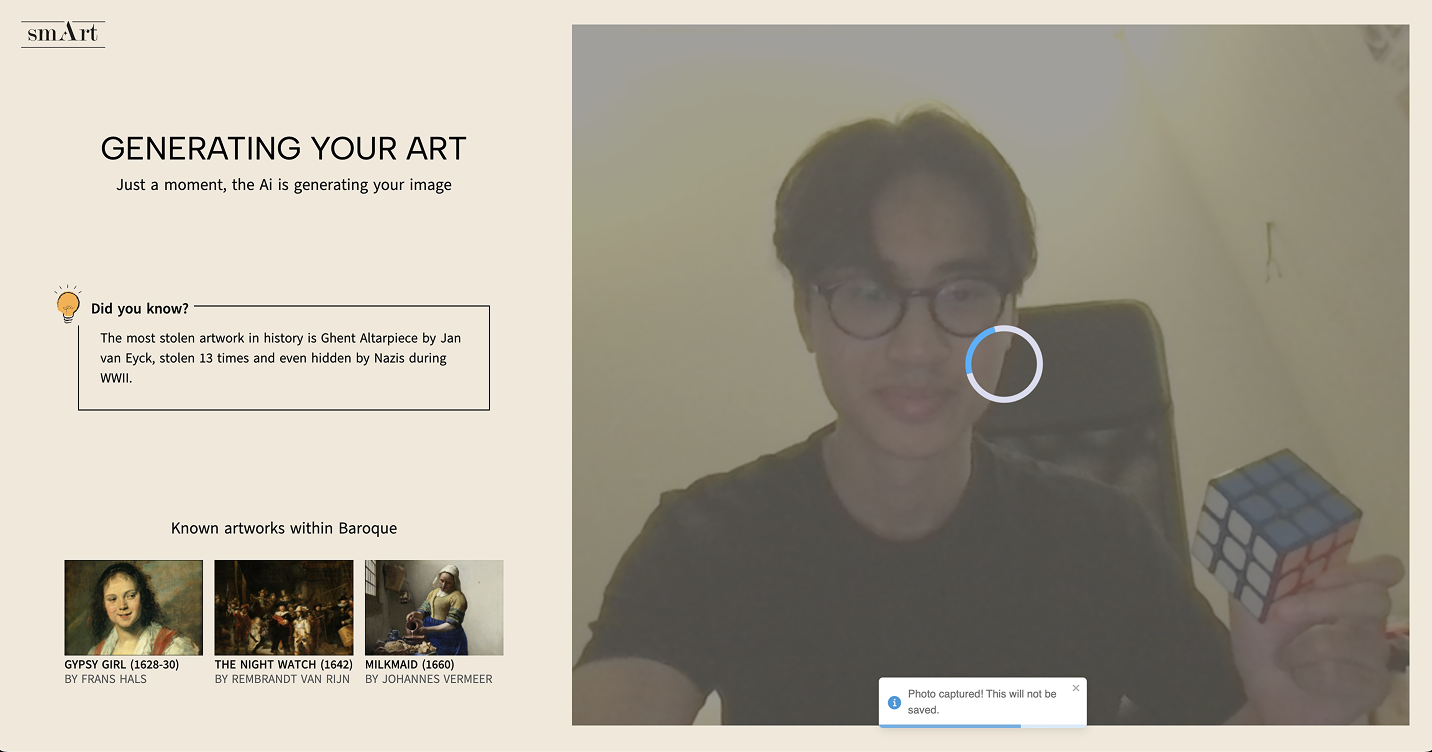 smArt
GENERATING YOUR ART
Just a moment, the Ai is generating your image
Did you know?
The most stolen artwork in history is Ghent Altarpiece by Jan
van Eyck, stolen 13 times and even hidden by Nazis during
WWII.
Known artworks within Baroque
GYPSY GIRL (1628-30)
BY FRANS HALS
THE NIGHT WATCH (1642)
BY REMBRANDT VAN RIJN
MILKMAID (1660)
BY JOHANNES VERMEER
Photo captured! This will not be
saved.